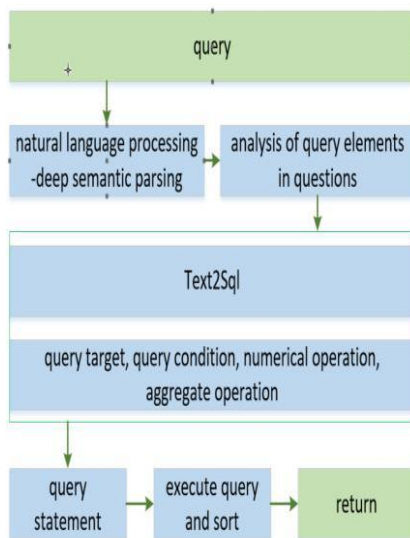 query
natural language processing
-deep semantic parsing
analysis of query elements
in questions
Text2Sql
query target, query condition, numerical operation,
aggregate operation
query
statement
execute query
and sort
return